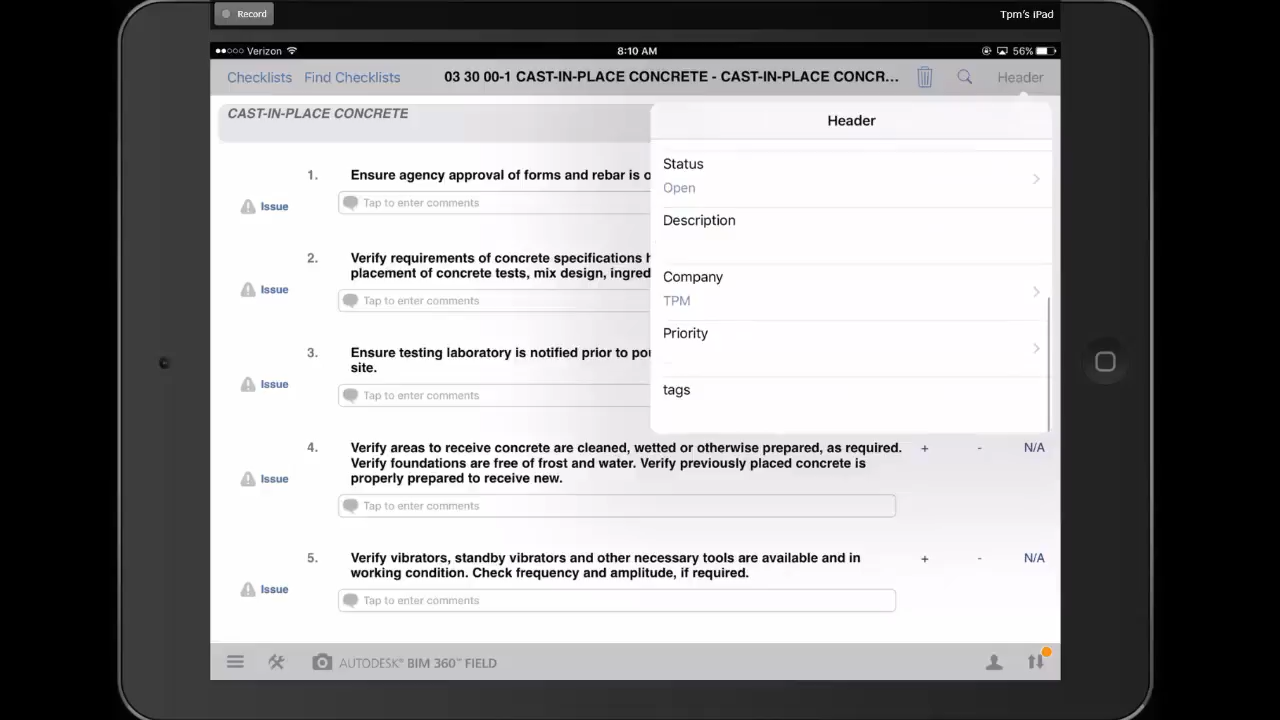 Record
Tpm's iPad
Verizon
8:10 AM
56%
Checklists
Find Checklists
03 30 00-1 CAST-IN-PLACE CONCRETE - CAST-IN-PLACE CONCR...
Header
CAST-IN-PLACE CONCRETE
1.
Ensure agency approval of forms and rebar is
Issue
Tap to enter comments
2.
Verify requirements of concrete specifications
placement of concrete tests, mix design,
Issue
Tap to enter comments
3.
Ensure testing laboratory is notified prior to
site.
Issue
Tap to enter comments
4.
Verify areas to receive concrete are cleaned, wetted or otherwise prepared, as required.
Verify foundations are free of frost and water. Verify previously placed concrete is
properly prepared to receive new.
+ - N/A
Issue
Tap to enter comments
5.
Verify vibrators, standby vibrators and other necessary tools are available and in
working condition. Check frequency and amplitude, if required.
+ - N/A
Issue
Tap to enter comments
Header
Status
Open
Description
Company
TPM
Priority
tags
AUTODESK® BIM 360™ FIELD